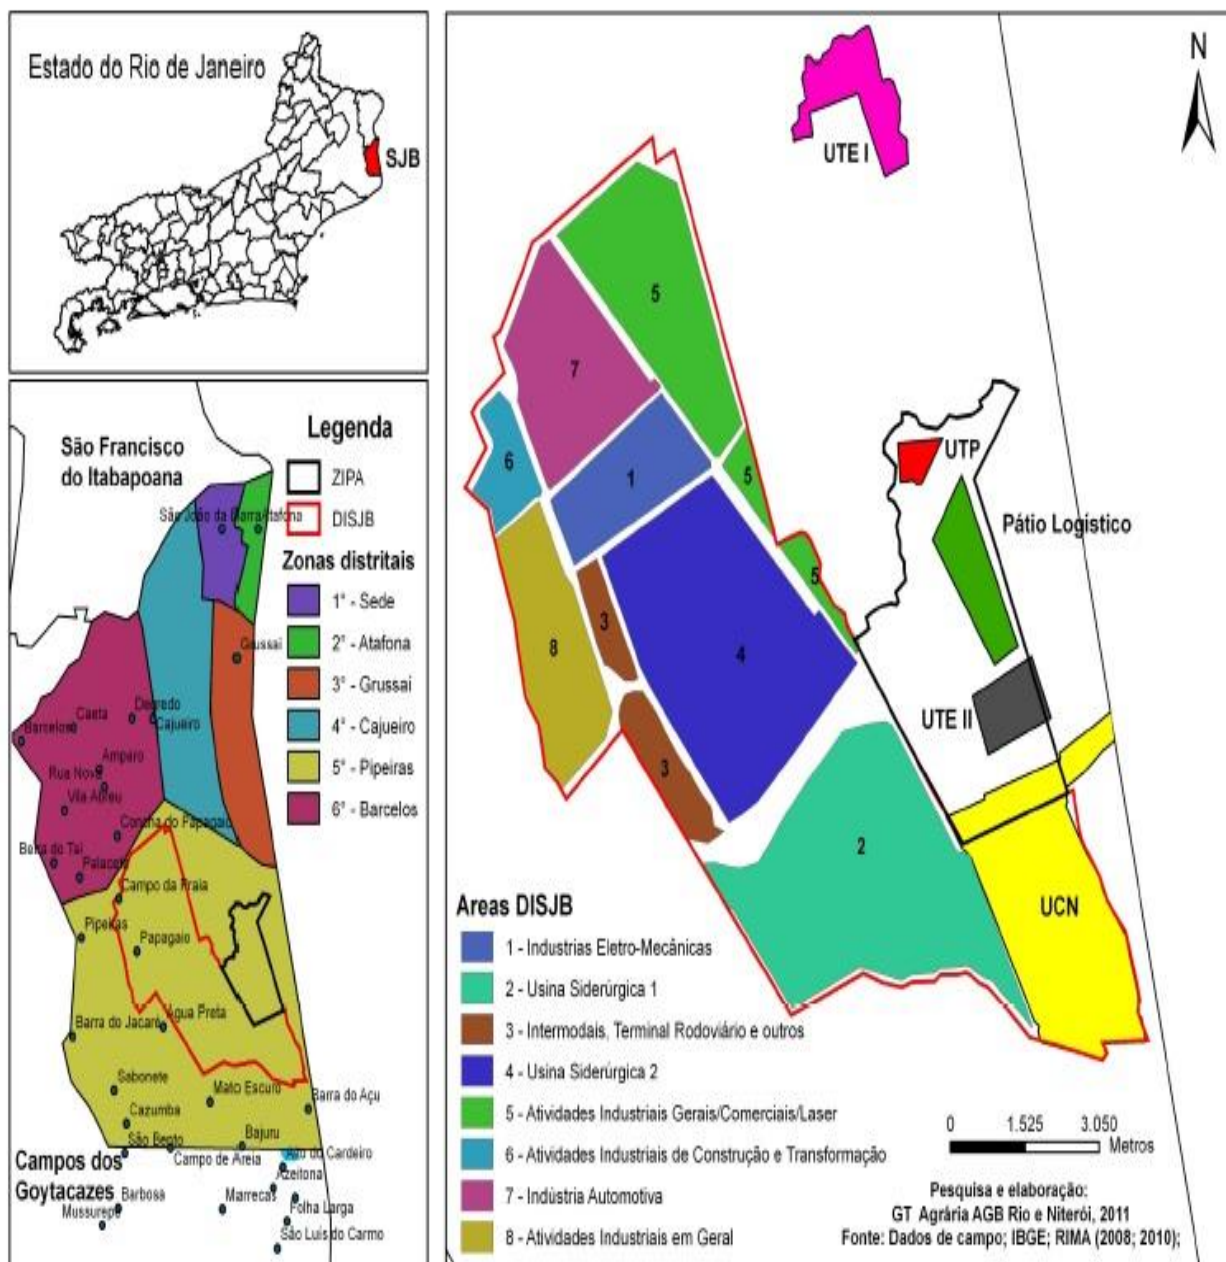 Estado do Rio de Janeiro
SJB
São Francisco
do Itabapoana
Legenda
ZIPA
DISJB
Zonas distritais
1° - Sede
2° - Atafona
3° - Grussai
4° - Cajueiro
5° - Pipeiras
6° - Barcelos
São João da Barra
Atafona
Grussai
Degredo
Caeta
Cajueiro
Barcelos
Amparo
Rua Nova
Vila Abreu
Concha do Papagaio
Beira do Tai
Palacete
Campo da Praia
Pipeiras
Papagaio
Agua Preta
Barra do Jacaré
Sabonete
Mato Escuro
Barra do Açu
Cazumba
São Bento
Bajuru
Campo de Areia
Alto do Cardeiro
Azeitona
Campos dos
Goytacazes
Barbosa
Marrecas
Folha Larga
Mussurepe
São Luís do Carmo
N
UTE I
5
7
6
1
5
UTP
Pátio Logístico
5
3
8
4
UTE II
3
2
UCN
Areas DISJB
1 - Industrias Eletro-Mecânicas
2 - Usina Siderúrgica 1
3 - Intermodais, Terminal Rodoviário e outros
4 - Usina Siderúrgica 2
5 - Atividades Industriais Gerais/Comerciais/Laser
6 - Atividades Industriais de Construção e Transformação
7 - Indústria Automotiva
8 - Atividades Industriais em Geral
0 1.525 3.050
Metros
Pesquisa e elaboração:
GT Agrária AGB Rio e Niterói, 2011
Fonte: Dados de campo; IBGE; RIMA (2008; 2010);